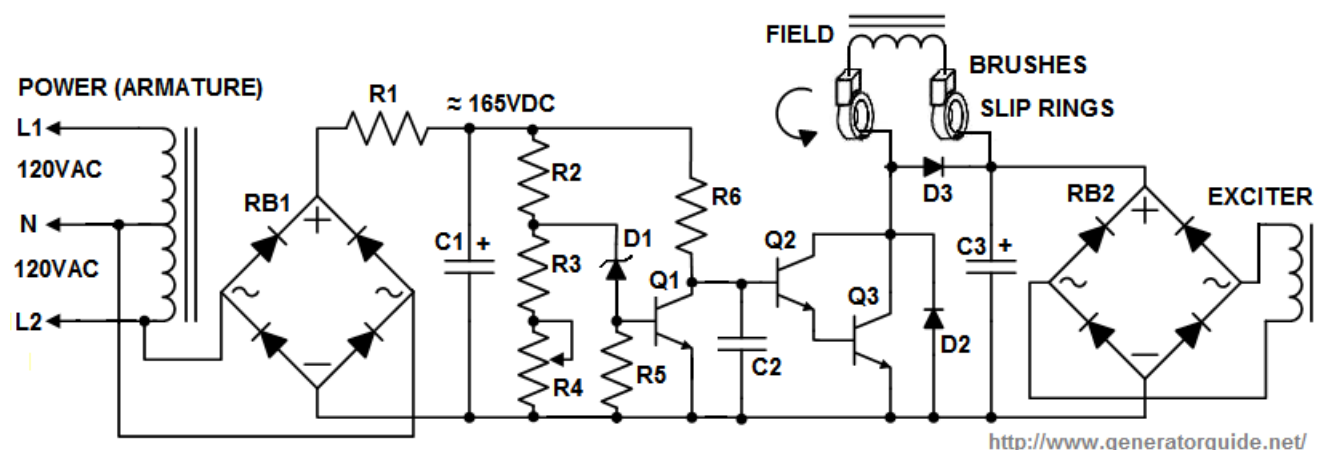 FIELD
BRUSHES
SLIP RINGS
POWER (ARMATURE)
L1
120VAC
N
120VAC
L2
R1
≈ 165VDC
RB1
+
~
~
−
C1 +
R2
R3
R4
D1
R5
Q1
R6
C2
Q2
Q3
D2
D3
C3 +
RB2
+
~
~
−
EXCITER
http://www.generatorguide.net/